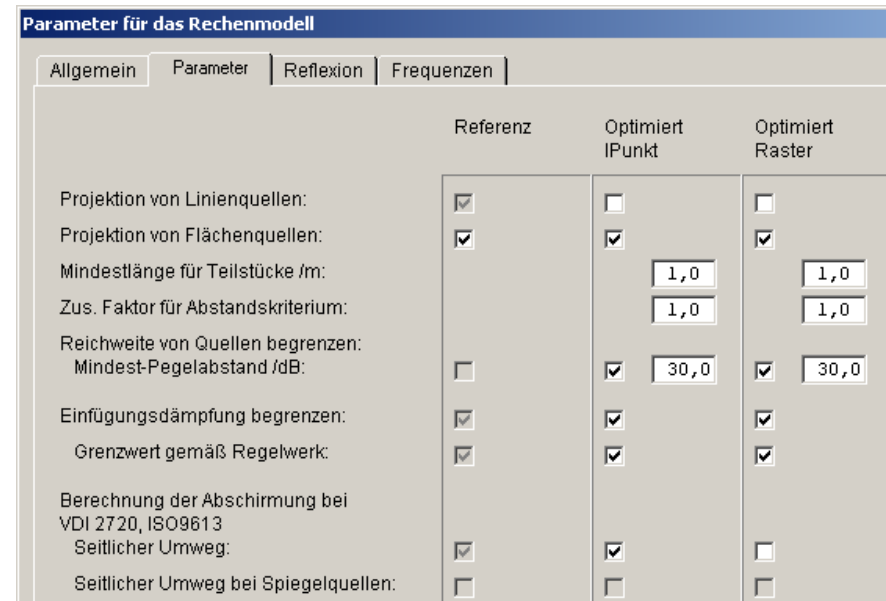 Parameter für das Rechenmodell
Allgemein Parameter Reflexion Frequenzen
Referenz Optimiert IPunkt Optimiert Raster
Projektion von Linienquellen:
Projektion von Flächenquellen:
Mindestlänge für Teilstücke /m: 1,0 1,0
Zus. Faktor für Abstandskriterium: 1,0 1,0
Reichweite von Quellen begrenzen:
Mindest-Pegelabstand /dB: 30,0 30,0
Einfügungsdämpfung begrenzen:
Grenzwert gemäß Regelwerk:
Berechnung der Abschirmung bei
VDI 2720, ISO9613
Seitlicher Umweg:
Seitlicher Umweg bei Spiegelquellen: